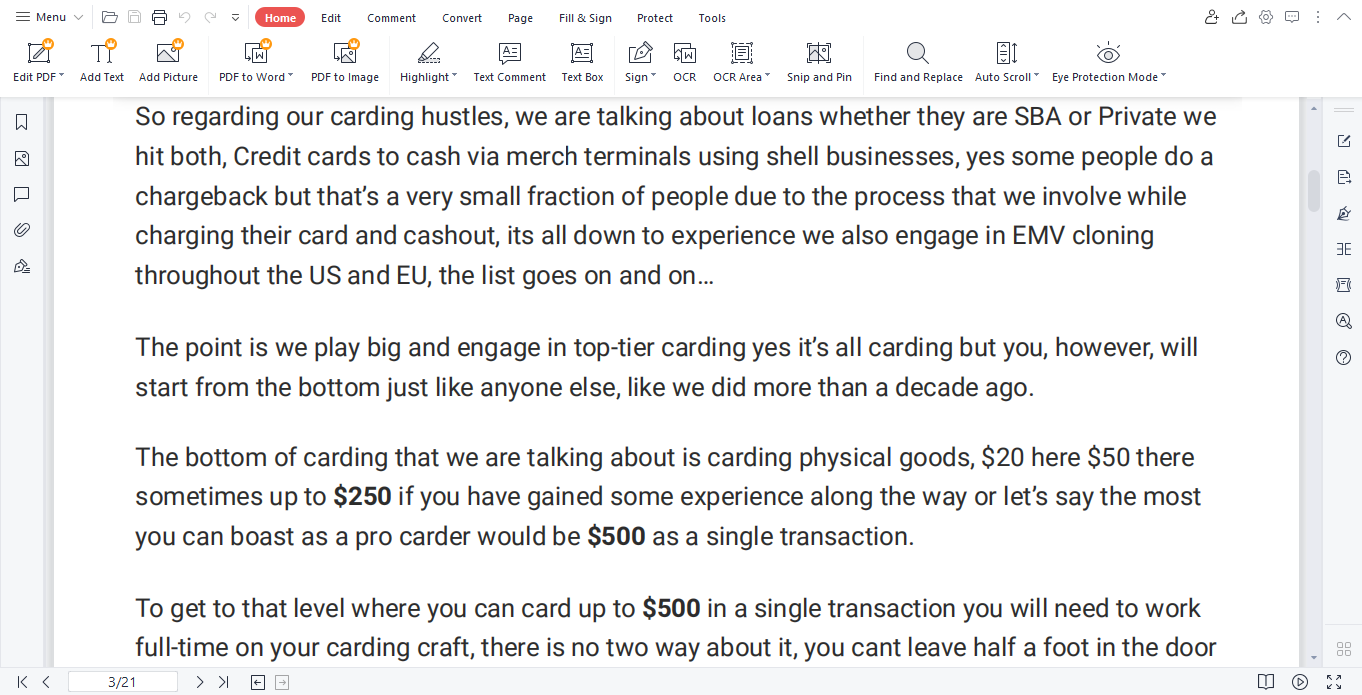 Menu
Home
Edit
Comment
Convert
Page
Fill & Sign
Protect
Tools
Edit PDF
Add Text
Add Picture
PDF to Word
PDF to Image
Highlight
Text Comment
Text Box
Sign
OCR
OCR Area
Snip and Pin
Find and Replace
Auto Scroll
Eye Protection Mode
So regarding our carding hustles, we are talking about loans whether they are SBA or Private we
hit both, Credit cards to cash via merch terminals using shell businesses, yes some people do a
chargeback but that’s a very small fraction of people due to the process that we involve while
charging their card and cashout, its all down to experience we also engage in EMV cloning
throughout the US and EU, the list goes on and on…
The point is we play big and engage in top-tier carding yes it’s all carding but you, however, will
start from the bottom just like anyone else, like we did more than a decade ago.
The bottom of carding that we are talking about is carding physical goods, $20 here $50 there
sometimes up to $250 if you have gained some experience along the way or let’s say the most
you can boast as a pro carder would be $500 as a single transaction.
To get to that level where you can card up to $500 in a single transaction you will need to work
full-time on your carding craft, there is no two way about it, you cant leave half a foot in the door
3/21